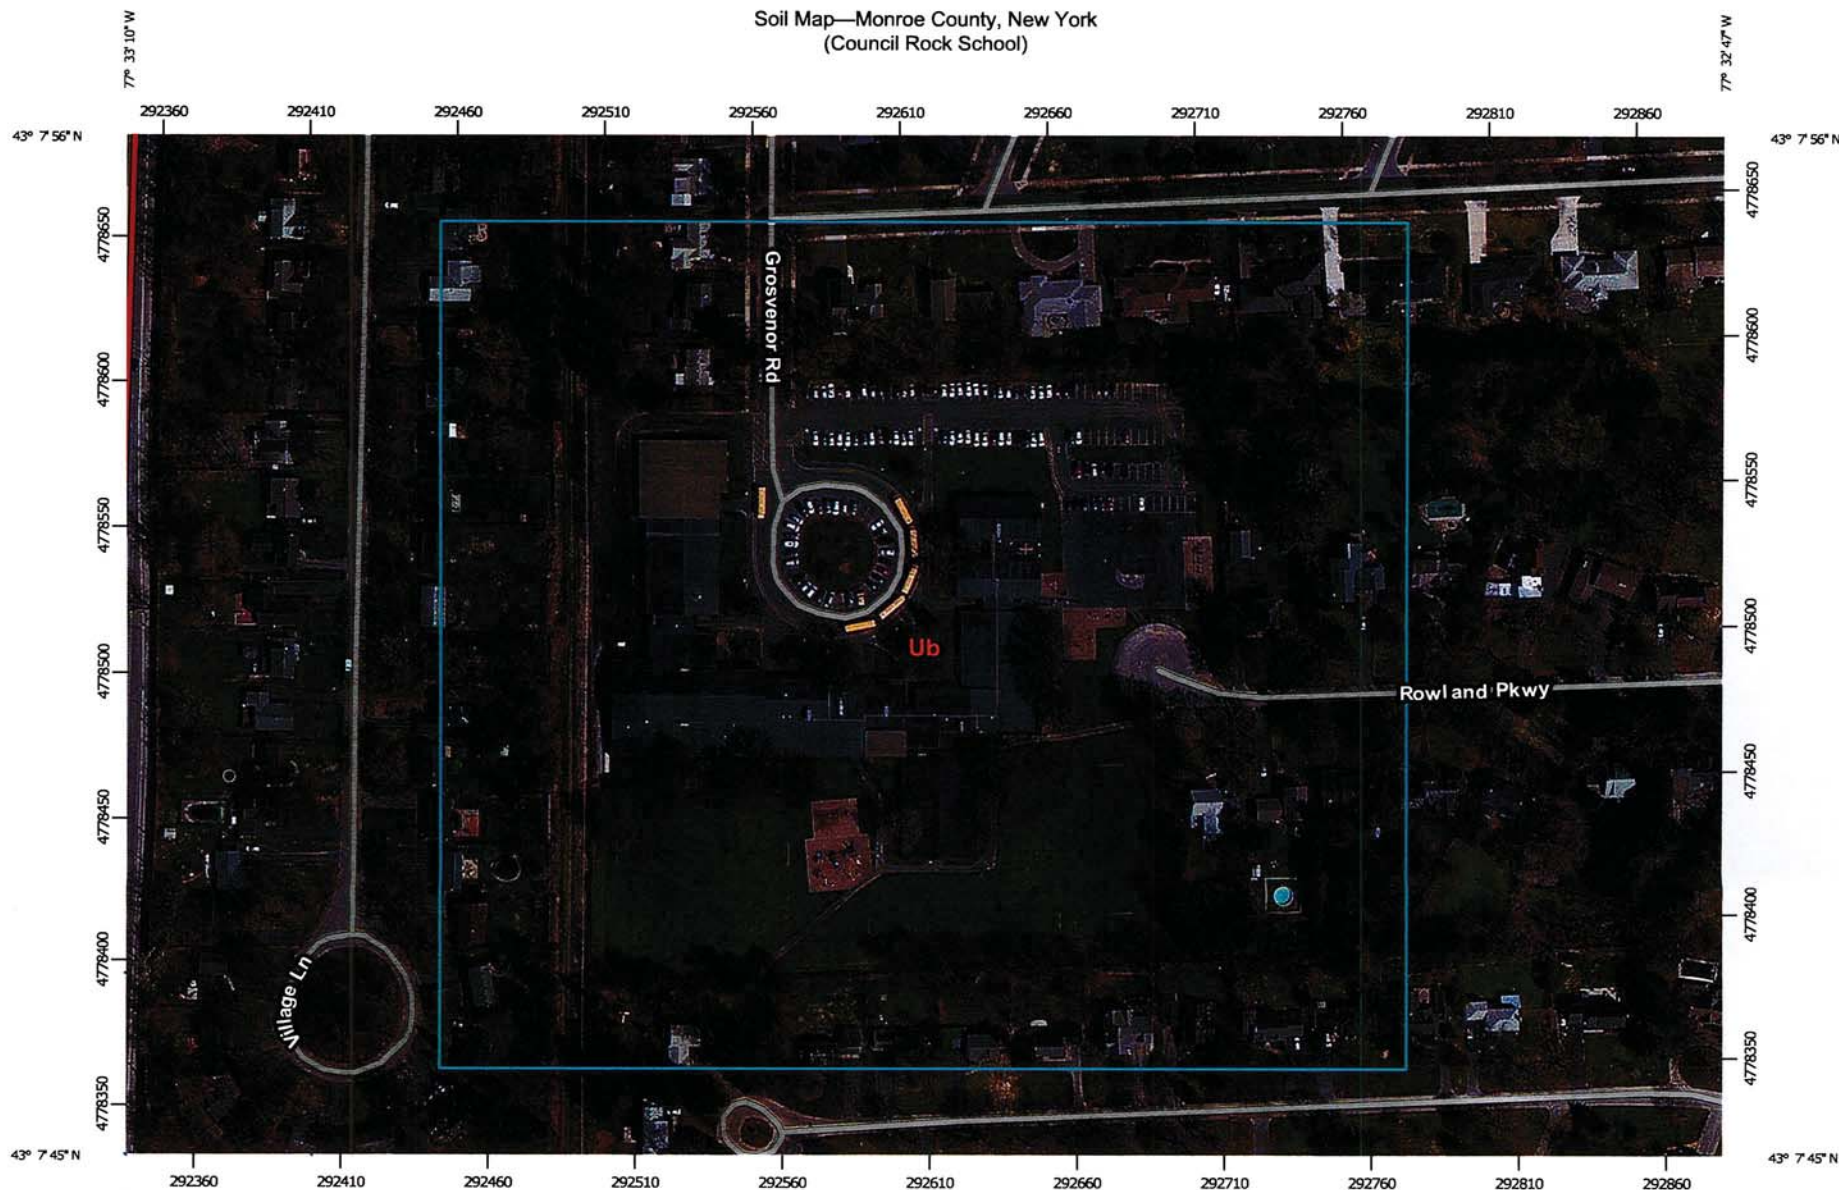 Soil Map—Monroe County, New York
(Council Rock School)
77° 33' 10" W
77° 32' 47" W
292360 292410 292460 292510 292560 292610 292660 292710 292760 292810 292860
43° 7' 56" N
43° 7' 56" N
4778650
4778650
Grosvenor Rd
4778600
4778600
4778550
4778550
4778500
4778500
Ub
Rowland Pkwy
4778450
4778450
4778400
4778400
Village Ln
4778350
4778350
43° 7' 45" N
43° 7' 45" N
292360 292410 292460 292510 292560 292610 292660 292710 292760 292810 292860